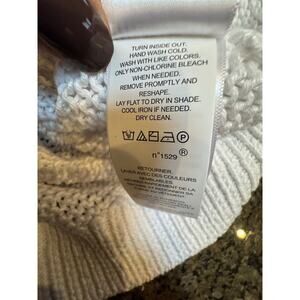 TURN INSIDE OUT.
HAND WASH COLD.
WASH WITH LIKE COLORS.
ONLY NON-CHLORINE BLEACH
WHEN NEEDED.
REMOVE PROMPTLY AND
RESHAPE.
LAY FLAT TO DRY IN SHADE.
COOL IRON IF NEEDED.
DRY CLEAN.
P
n°1529 ®
RETOURNER.
LAVER AVEC DES COULEURS
SEMBLABLES.